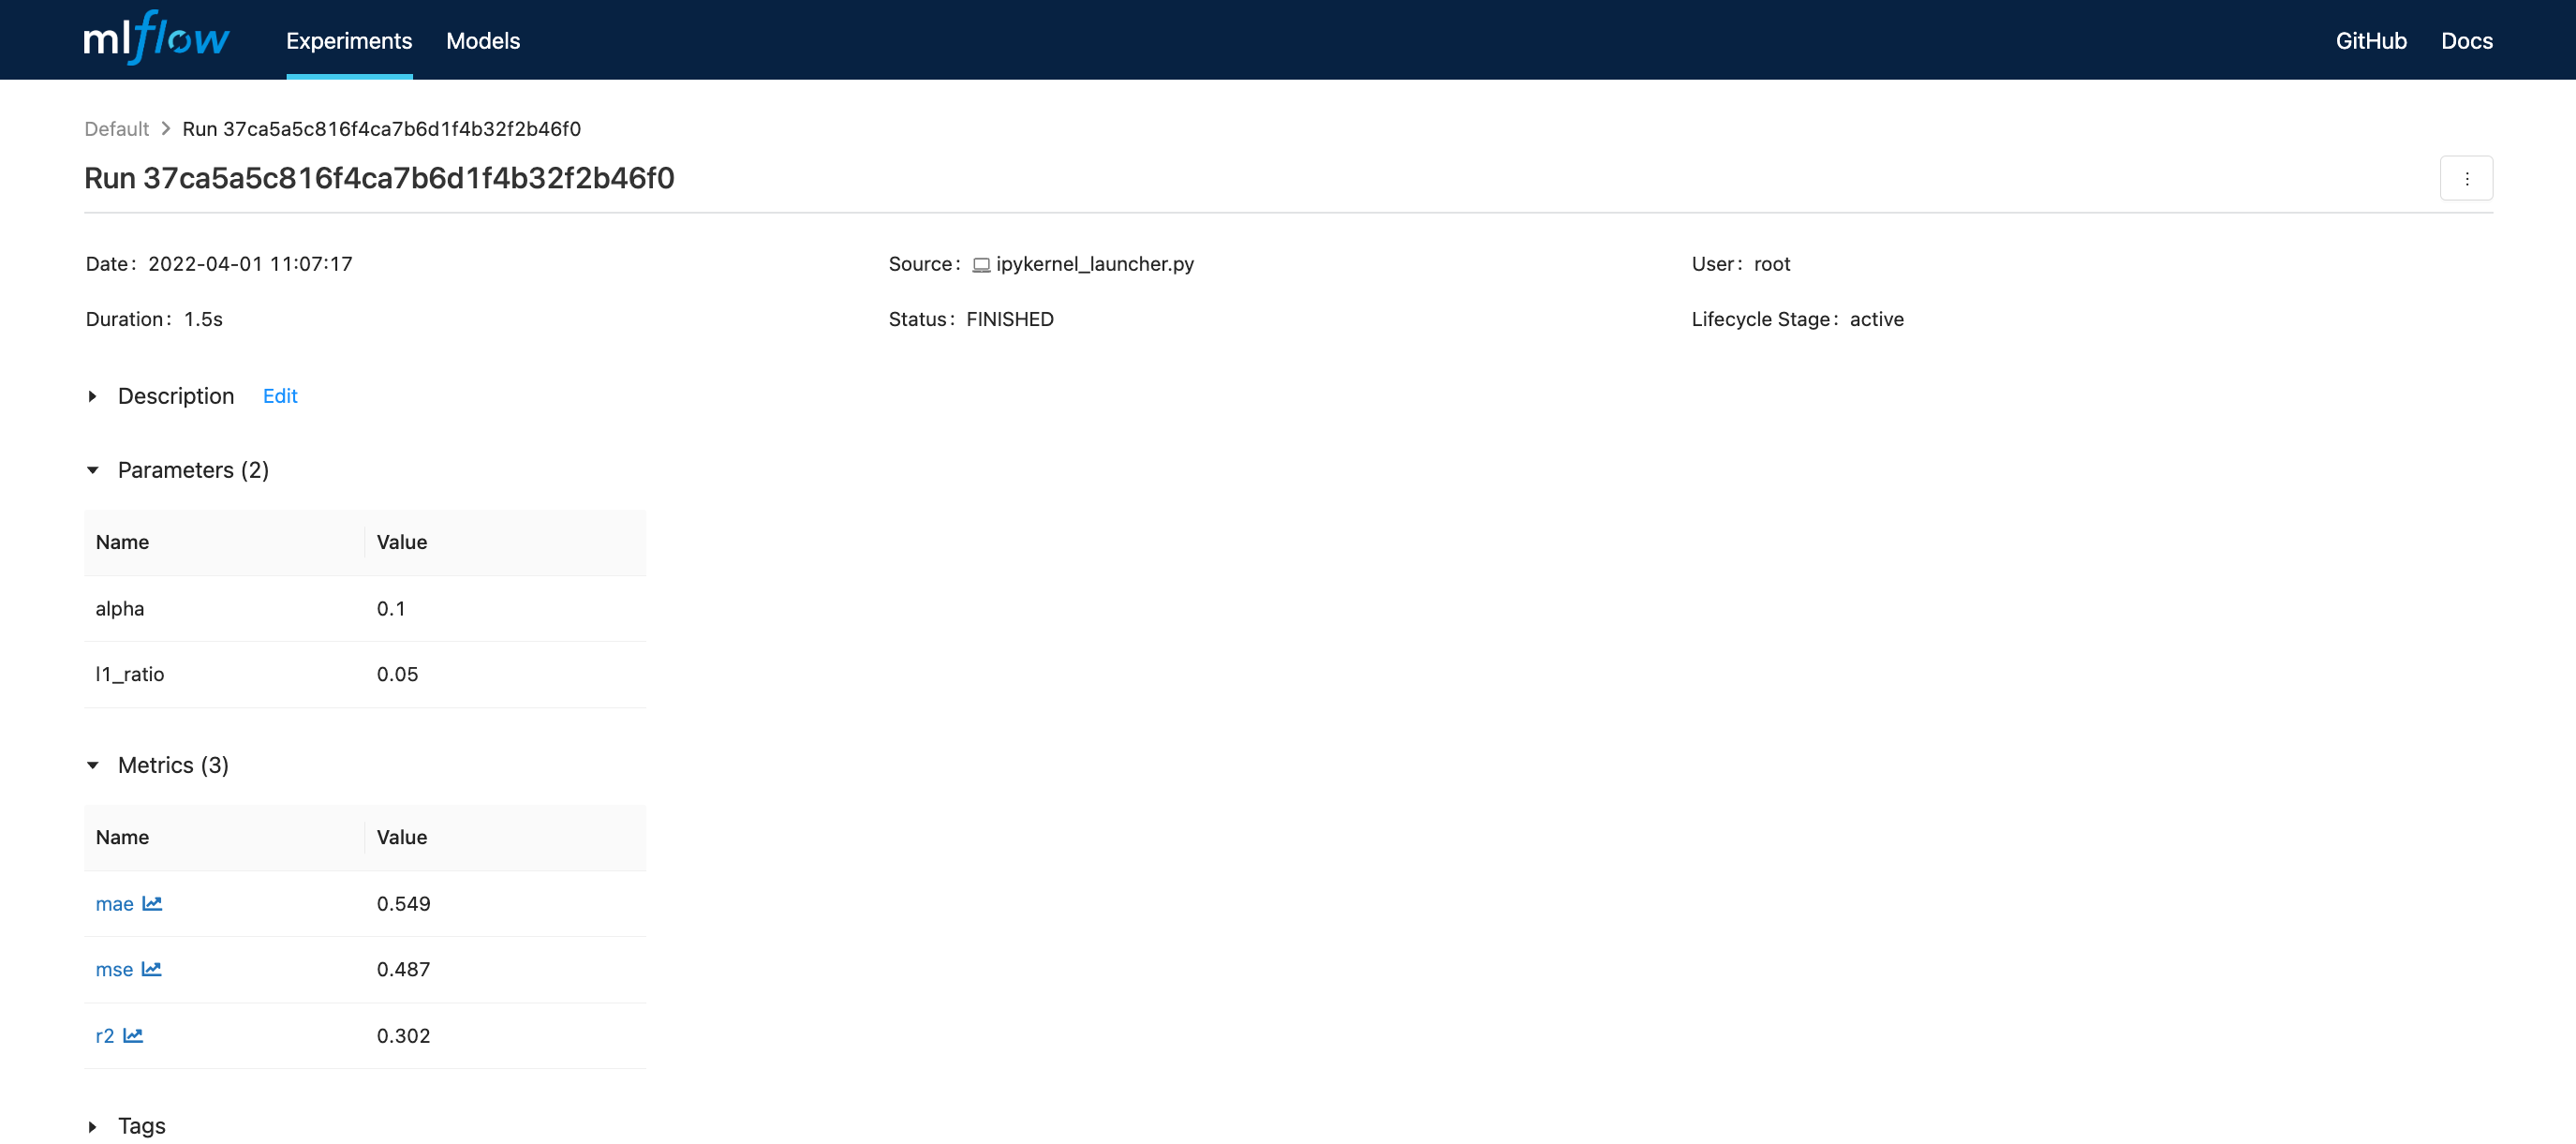 mlflow Experiments Models GitHub Docs
Default > Run 37ca5a5c816f4ca7b6d1f4b32f2b46f0
Run 37ca5a5c816f4ca7b6d1f4b32f2b46f0
Date: 2022-04-01 11:07:17 Source: ipykernel_launcher.py User: root
Duration: 1.5s Status: FINISHED Lifecycle Stage: active
Description Edit
Parameters (2)
Name Value
alpha 0.1
l1_ratio 0.05
Metrics (3)
Name Value
mae 0.549
mse 0.487
r2 0.302
Tags